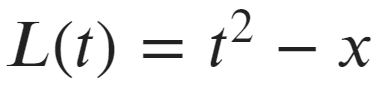 L(t) = t² − x